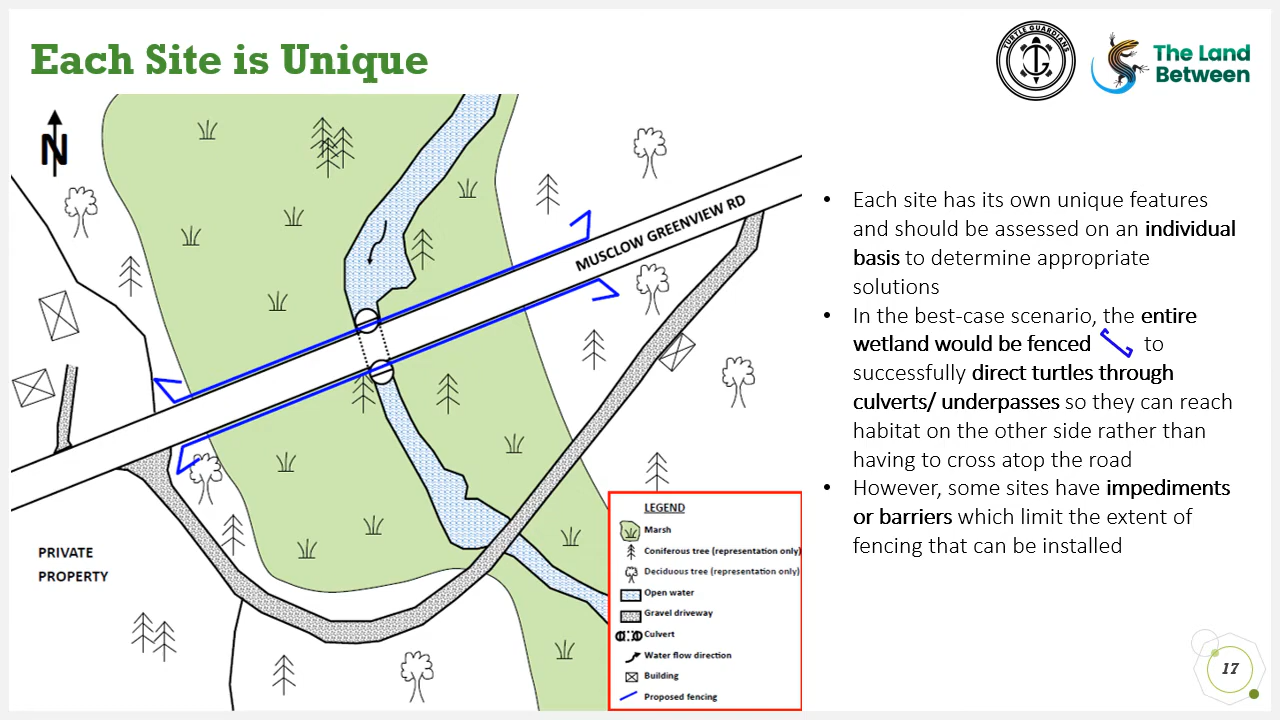 Each Site is Unique
TURTLE GUARDIANS
The Land
Between
N
MUSCLOW GREENVIEW RD
PRIVATE
PROPERTY
LEGEND
Marsh
Coniferous tree (representation only)
Deciduous tree (representation only)
Open water
Gravel driveway
Culvert
Water flow direction
Building
Proposed fencing
• Each site has its own unique features
and should be assessed on an individual
basis to determine appropriate
solutions
• In the best-case scenario, the entire
wetland would be fenced to
successfully direct turtles through
culverts/ underpasses so they can reach
habitat on the other side rather than
having to cross atop the road
• However, some sites have impediments
or barriers which limit the extent of
fencing that can be installed
17